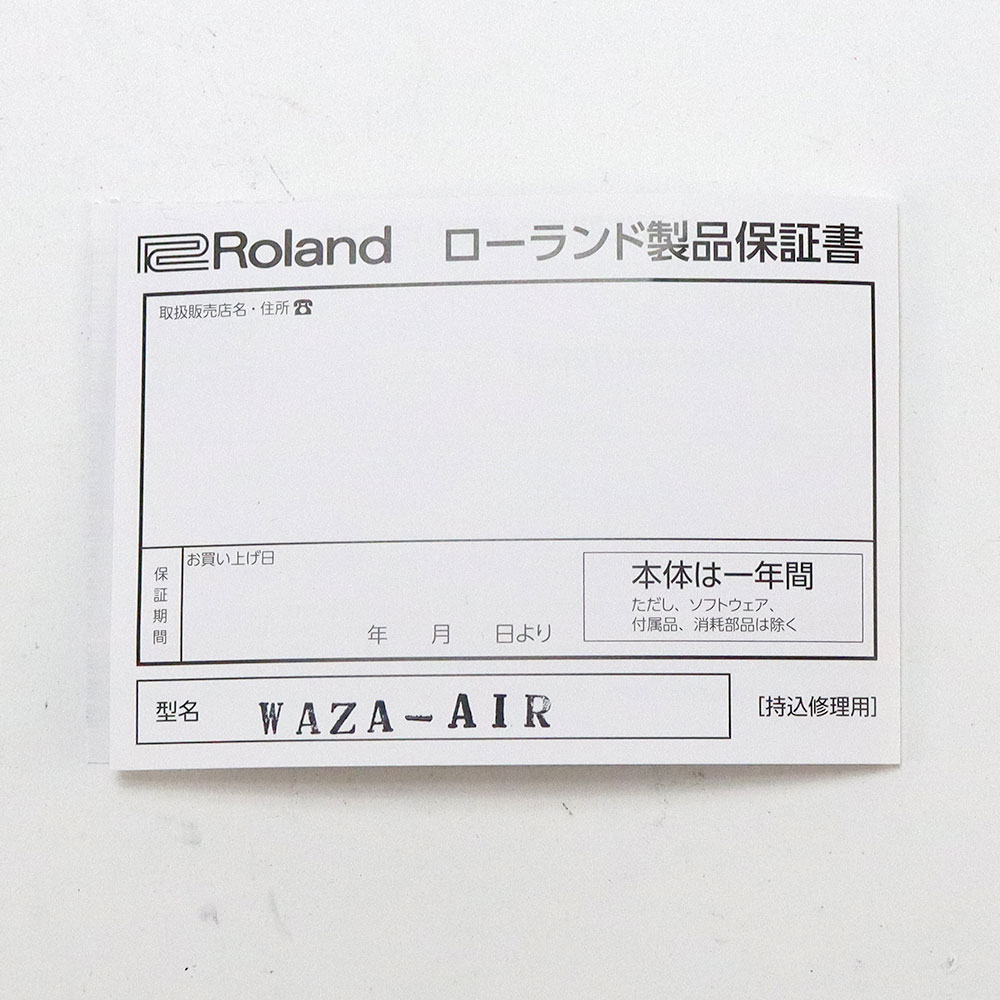 Roland ローランド製品保証書
取扱販売店名・住所☎
保証期間
お買い上げ日
年 月 日より
本体は一年間
ただし、ソフトウェア、
付属品、消耗部品は除く
型名 WAZA-AIR
[持込修理用]